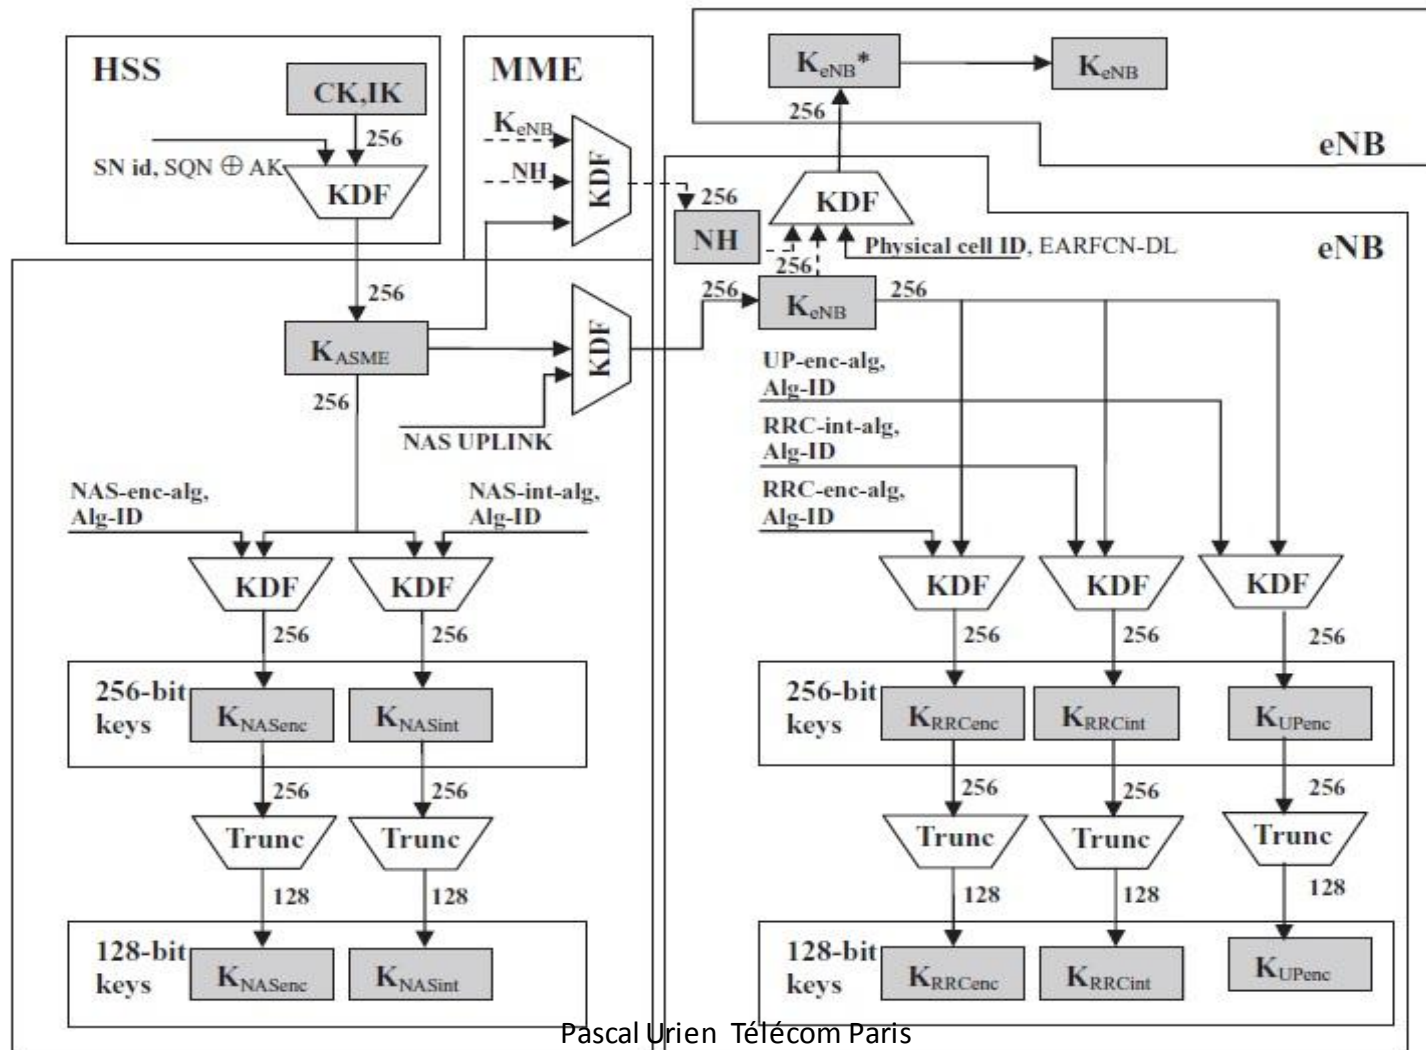 HSS
CK,IK
256
SN id, SQN ⊕ AK
KDF
256
MME
KeNB
NH
KDF
256
NH
KeNB*
KeNB
256
eNB
KDF
Physical cell ID, EARFCN-DL
eNB
256
KASME
256
KDF
NAS UPLINK
256
KeNB
256
UP-enc-alg,
Alg-ID
RRC-int-alg,
Alg-ID
RRC-enc-alg,
Alg-ID
NAS-enc-alg,
Alg-ID
NAS-int-alg,
Alg-ID
KDF
KDF
256
256
256-bit
keys
KNASenc
KNASint
256
256
Trunc
Trunc
128
128
128-bit
keys
KNASenc
KNASint
KDF
KDF
KDF
256
256
256
256-bit
keys
KRRCenc
KRRCint
KUPenc
256
256
256
Trunc
Trunc
Trunc
128
128
128
128-bit
keys
KRRCenc
KRRCint
KUPenc
Pascal Urien Télécom Paris